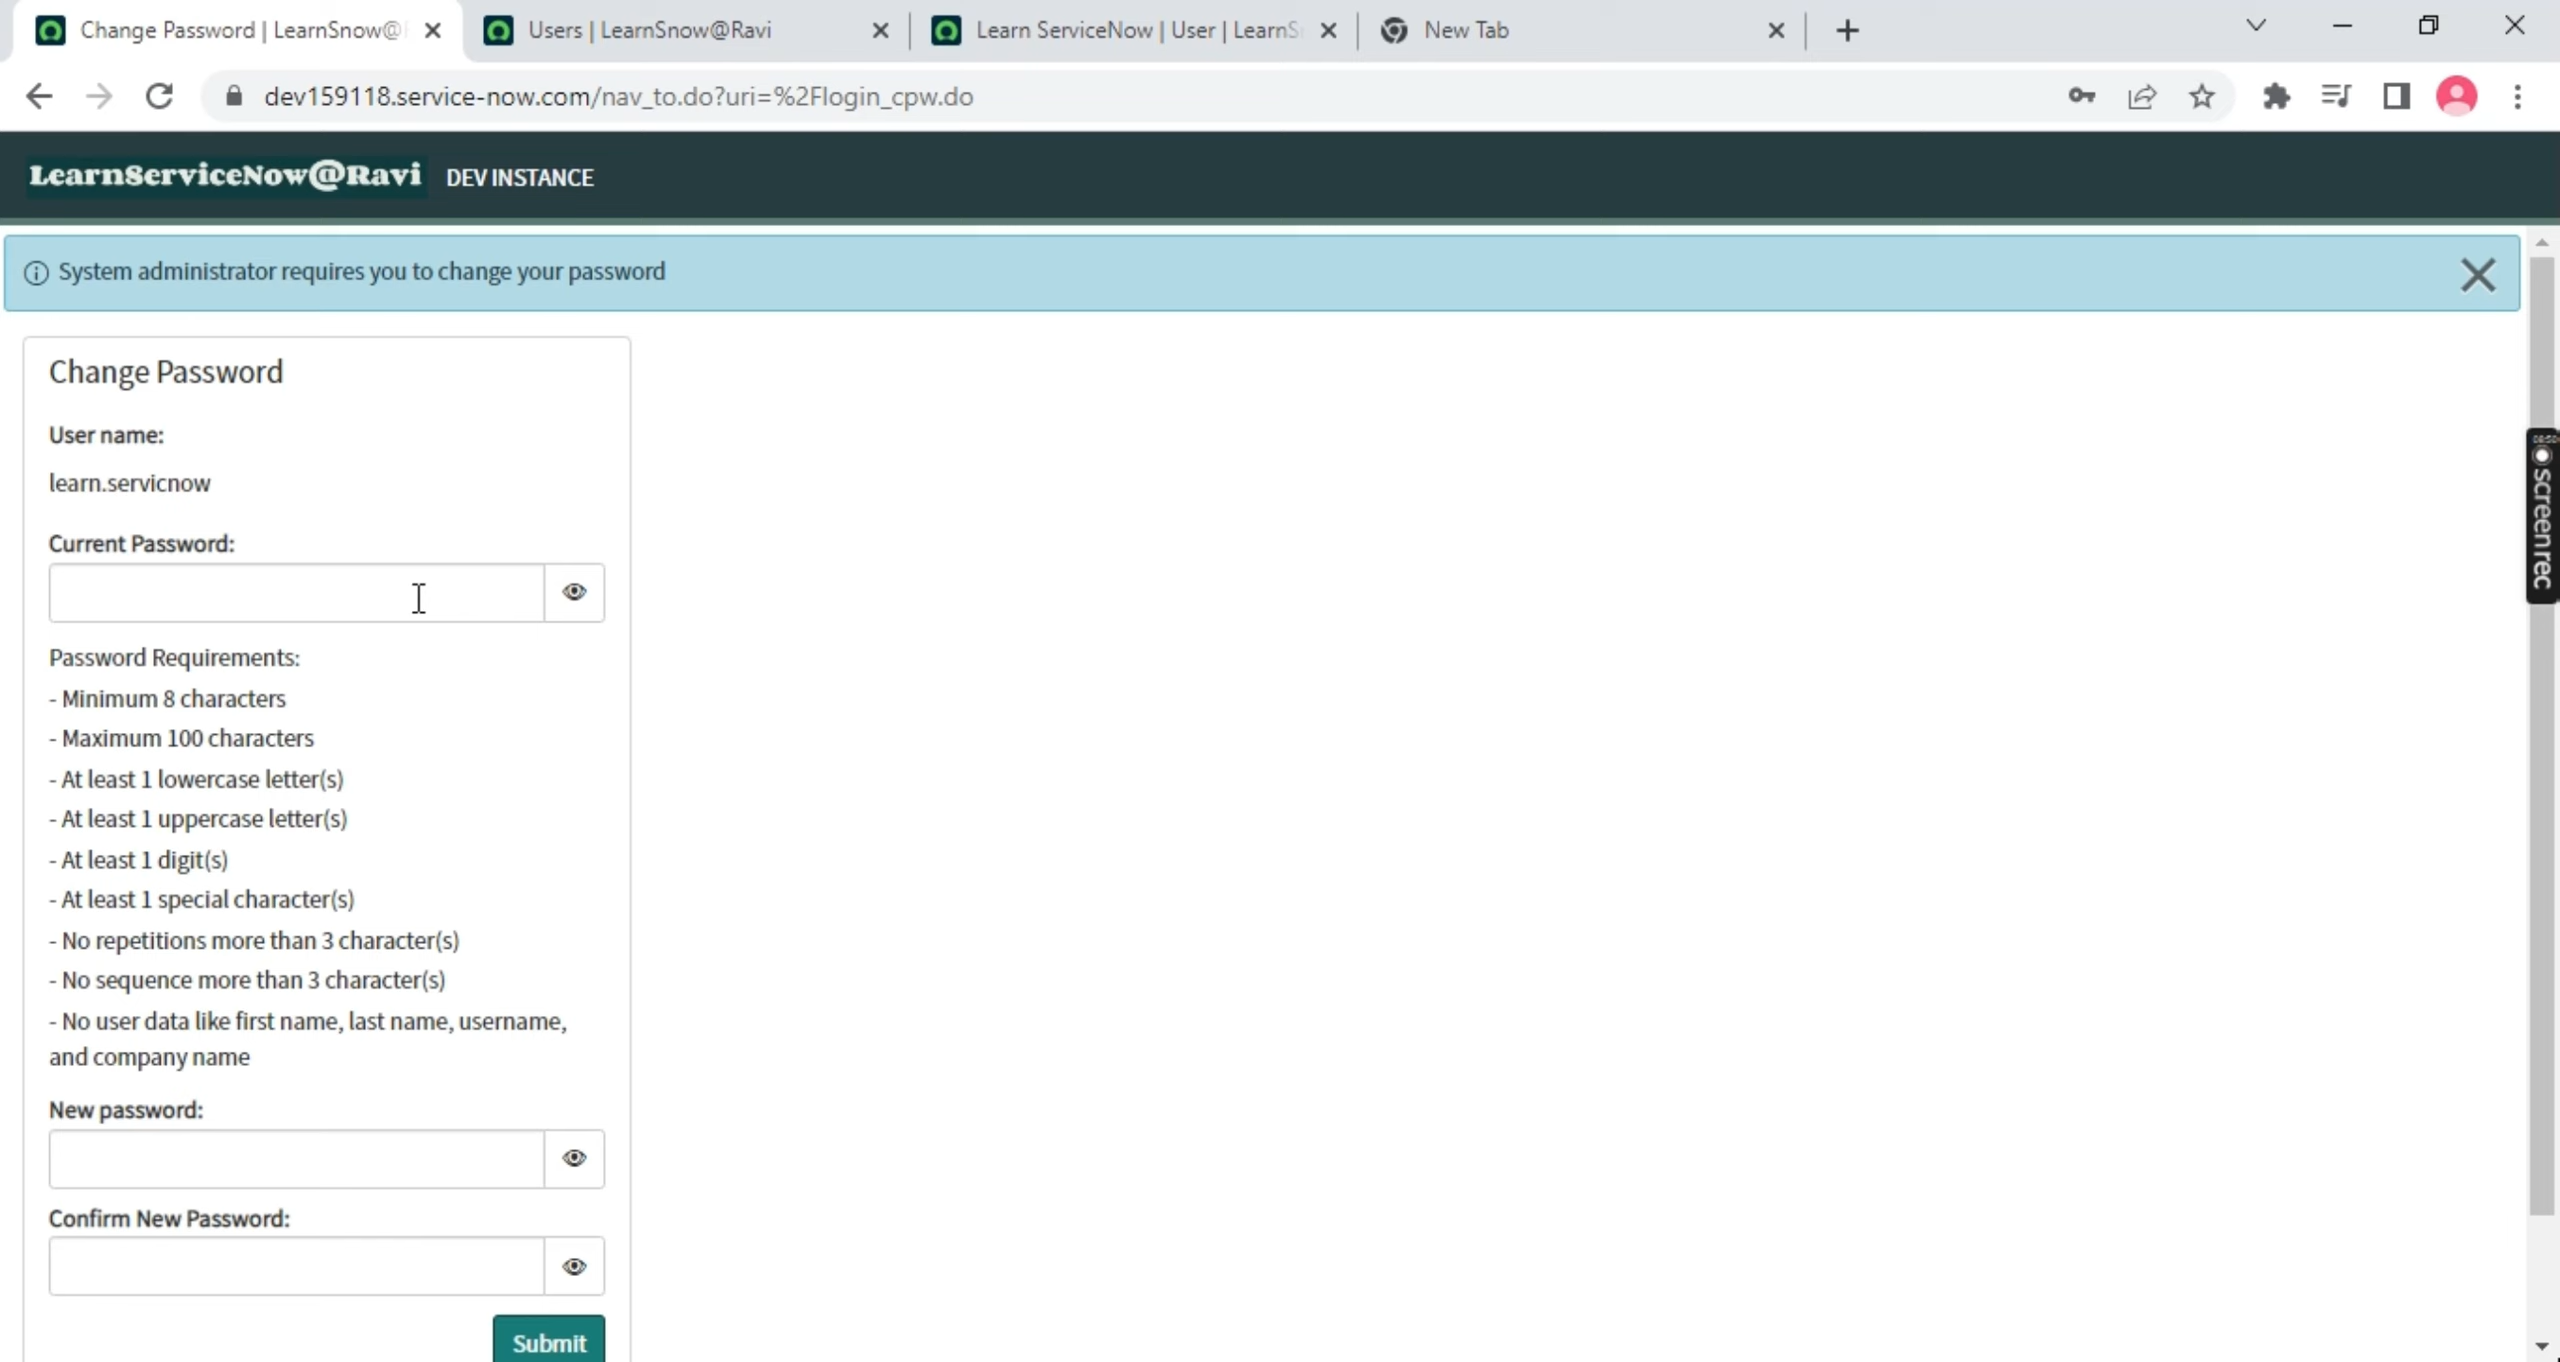 Change Password | LearnSnow@
Users | LearnSnow@Ravi
Learn ServiceNow | User | LearnS
New Tab
dev159118.service-now.com/nav_to.do?uri=%2Flogin_cpw.do
LearnServiceNow@Ravi DEV INSTANCE
System administrator requires you to change your password
Change Password
User name:
learn.servicnow
Current Password:
Password Requirements:
- Minimum 8 characters
- Maximum 100 characters
- At least 1 lowercase letter(s)
- At least 1 uppercase letter(s)
- At least 1 digit(s)
- At least 1 special character(s)
- No repetitions more than 3 character(s)
- No sequence more than 3 character(s)
- No user data like first name, last name, username,
and company name
New password:
Confirm New Password:
Submit
screenrec